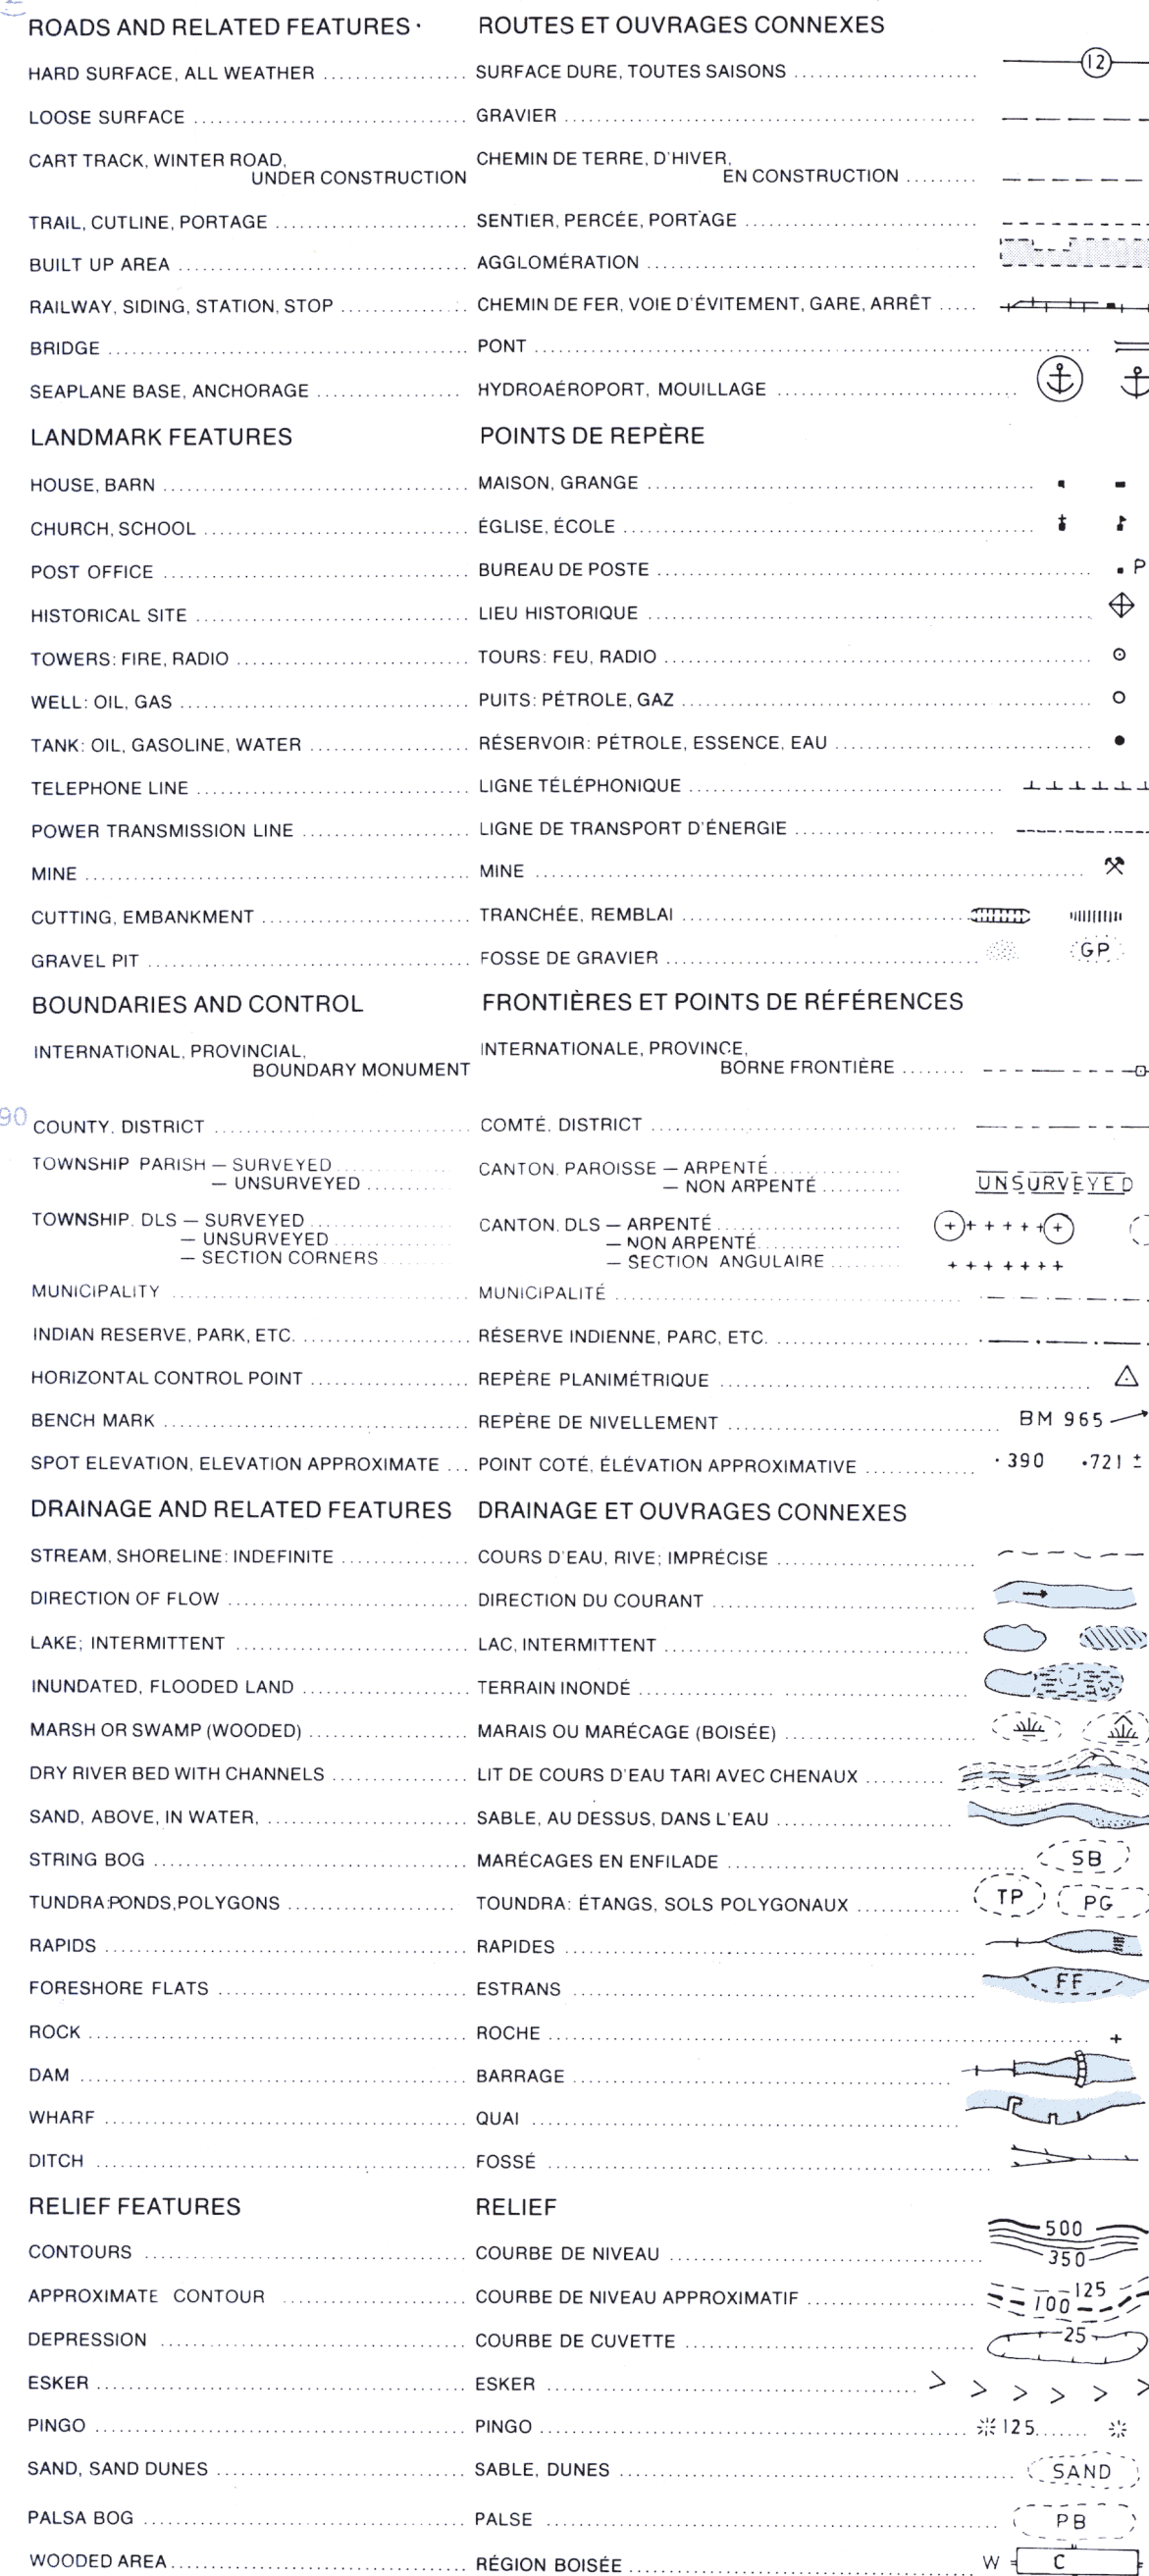 ROADS AND RELATED FEATURES ROUTES ET OUVRAGES CONNEXES
HARD SURFACE, ALL WEATHER SURFACE DURE, TOUTES SAISONS 12
LOOSE SURFACE GRAVIER
CART TRACK, WINTER ROAD, CHEMIN DE TERRE, D'HIVER,
UNDER CONSTRUCTION EN CONSTRUCTION
TRAIL, CUTLINE, PORTAGE SENTIER, PERCÉE, PORTAGE
BUILT UP AREA AGGLOMÉRATION
RAILWAY, SIDING, STATION, STOP CHEMIN DE FER, VOIE D'ÉVITEMENT, GARE, ARRÊT
BRIDGE PONT
SEAPLANE BASE, ANCHORAGE HYDROAÉROPORT, MOUILLAGE
LANDMARK FEATURES POINTS DE REPÈRE
HOUSE, BARN MAISON, GRANGE
CHURCH, SCHOOL ÉGLISE, ÉCOLE
POST OFFICE BUREAU DE POSTE P
HISTORICAL SITE LIEU HISTORIQUE
TOWERS: FIRE, RADIO TOURS: FEU, RADIO
WELL: OIL, GAS PUITS: PÉTROLE, GAZ
TANK: OIL, GASOLINE, WATER RÉSERVOIR: PÉTROLE, ESSENCE, EAU
TELEPHONE LINE LIGNE TÉLÉPHONIQUE
POWER TRANSMISSION LINE LIGNE DE TRANSPORT D'ÉNERGIE
MINE MINE
CUTTING, EMBANKMENT TRANCHÉE, REMBLAI
GRAVEL PIT FOSSE DE GRAVIER GP
BOUNDARIES AND CONTROL FRONTIÈRES ET POINTS DE RÉFÉRENCES
INTERNATIONAL, PROVINCIAL, INTERNATIONALE, PROVINCE,
BOUNDARY MONUMENT BORNE FRONTIÈRE
90
COUNTY, DISTRICT COMTÉ, DISTRICT
TOWNSHIP PARISH — SURVEYED CANTON, PAROISSE — ARPENTÉ
— UNSURVEYED — NON ARPENTÉ UNSURVEYED
TOWNSHIP, DLS — SURVEYED CANTON, DLS — ARPENTÉ
— UNSURVEYED — NON ARPENTÉ
— SECTION CORNERS — SECTION ANGULAIRE
MUNICIPALITY MUNICIPALITÉ
INDIAN RESERVE, PARK, ETC. RÉSERVE INDIENNE, PARC, ETC.
HORIZONTAL CONTROL POINT REPÈRE PLANIMÉTRIQUE
BENCH MARK REPÈRE DE NIVELLEMENT BM 965
SPOT ELEVATION, ELEVATION APPROXIMATE POINT COTÉ, ÉLÉVATION APPROXIMATIVE ·390 ·721 ±
DRAINAGE AND RELATED FEATURES DRAINAGE ET OUVRAGES CONNEXES
STREAM, SHORELINE: INDEFINITE COURS D'EAU, RIVE; IMPRÉCISE
DIRECTION OF FLOW DIRECTION DU COURANT
LAKE; INTERMITTENT LAC, INTERMITTENT
INUNDATED, FLOODED LAND TERRAIN INONDÉ
MARSH OR SWAMP (WOODED) MARAIS OU MARÉCAGE (BOISÉE)
DRY RIVER BED WITH CHANNELS LIT DE COURS D'EAU TARI AVEC CHENAUX
SAND, ABOVE, IN WATER, SABLE, AU DESSUS, DANS L'EAU
STRING BOG MARÉCAGES EN ENFILADE SB
TUNDRA:PONDS,POLYGONS TOUNDRA: ÉTANGS, SOLS POLYGONAUX TP PG
RAPIDS RAPIDES
FORESHORE FLATS ESTRANS FF
ROCK ROCHE
DAM BARRAGE
WHARF QUAI
DITCH FOSSÉ
RELIEF FEATURES RELIEF
CONTOURS COURBE DE NIVEAU 500 350
APPROXIMATE CONTOUR COURBE DE NIVEAU APPROXIMATIF 125 100
DEPRESSION COURBE DE CUVETTE 25
ESKER ESKER
PINGO PINGO 125
SAND, SAND DUNES SABLE, DUNES SAND
PALSA BOG PALSE PB
WOODED AREA RÉGION BOISÉE W C